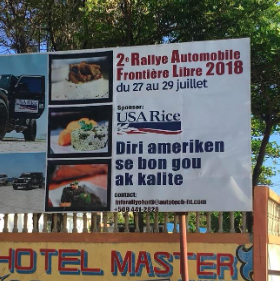 2e Rallye Automobile
Frontière Libre 2018
du 27 au 29 juillet
Sponsor:
USA Rice
Diri ameriken
se bon gou
ak kalite
contact:
HOTEL MASTER